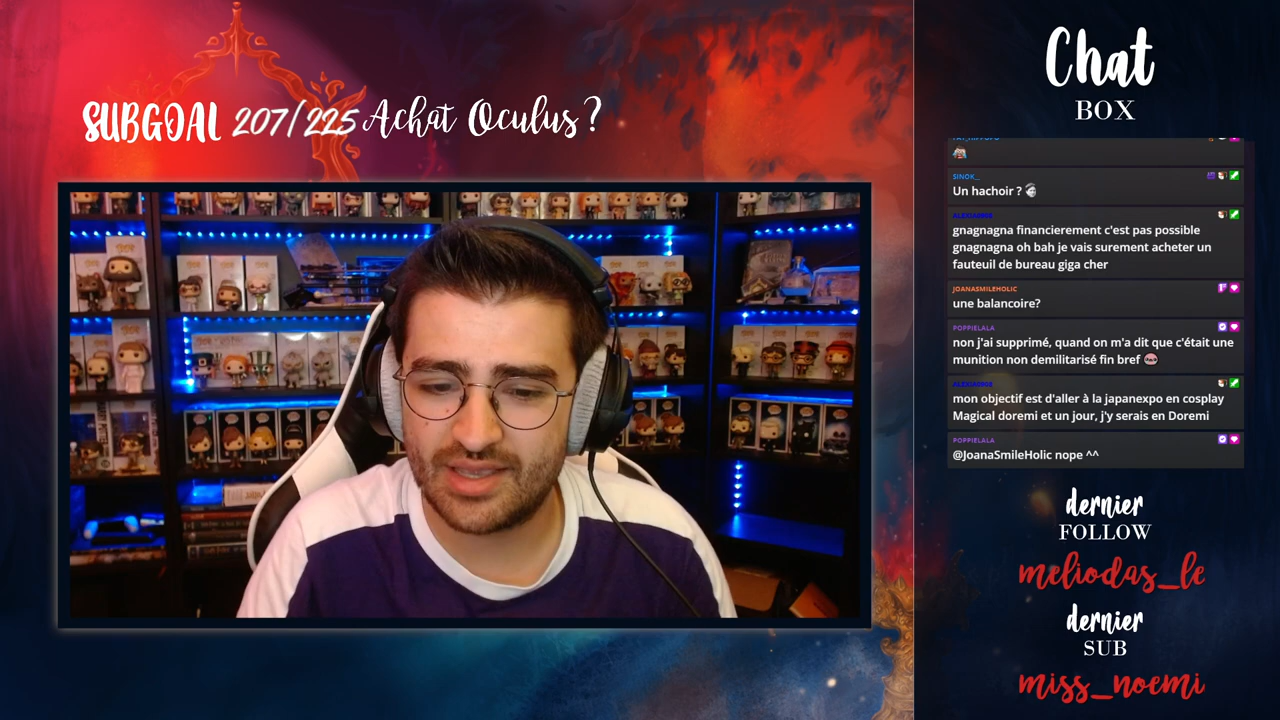 SUBGOAL 207/225 Achat Oculus?
Chat
BOX
SINOK_
Un hachoir ?
gnagnagna financierement c'est pas possible
gnagnagna oh bah je vais surement acheter un
fauteuil de bureau giga cher
JOANASMILEHOLIC
une balancoire?
POPPIELALA
non j'ai supprimé, quand on m'a dit que c'était une
munition non demilitarisé fin bref
mon objectif est d'aller à la japanexpo en cosplay
Magical doremi et un jour, j'y serais en Doremi
POPPIELALA
@JoanaSmileHolic nope ^^
dernier
FOLLOW
meliodas_le
dernier
SUB
miss_noemi